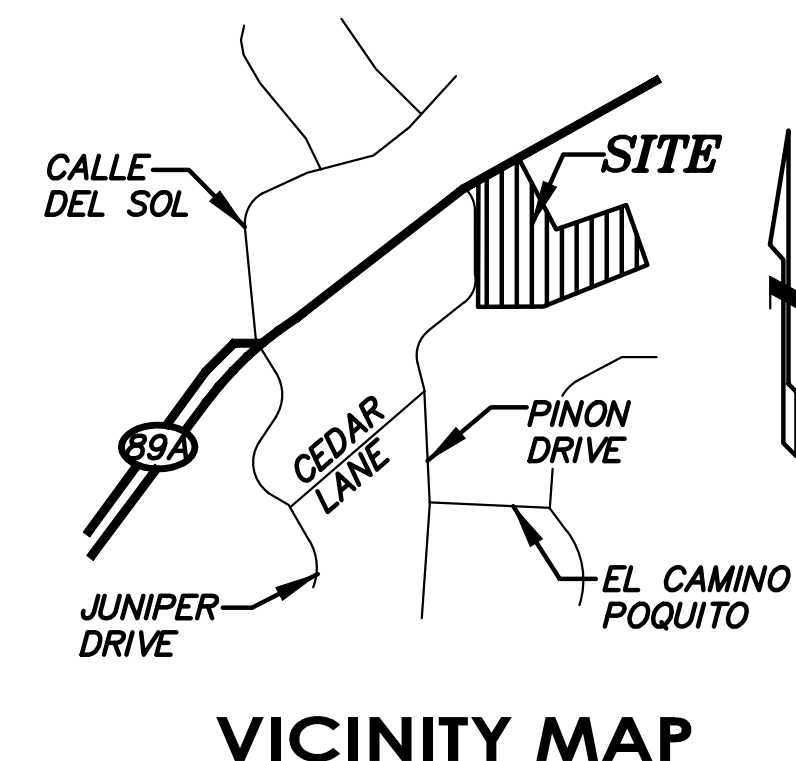 CALLE
DEL SOL
SITE
CEDAR
LANE
PINON
DRIVE
89A
JUNIPER
DRIVE
EL CAMINO
POQUITO
VICINITY MAP